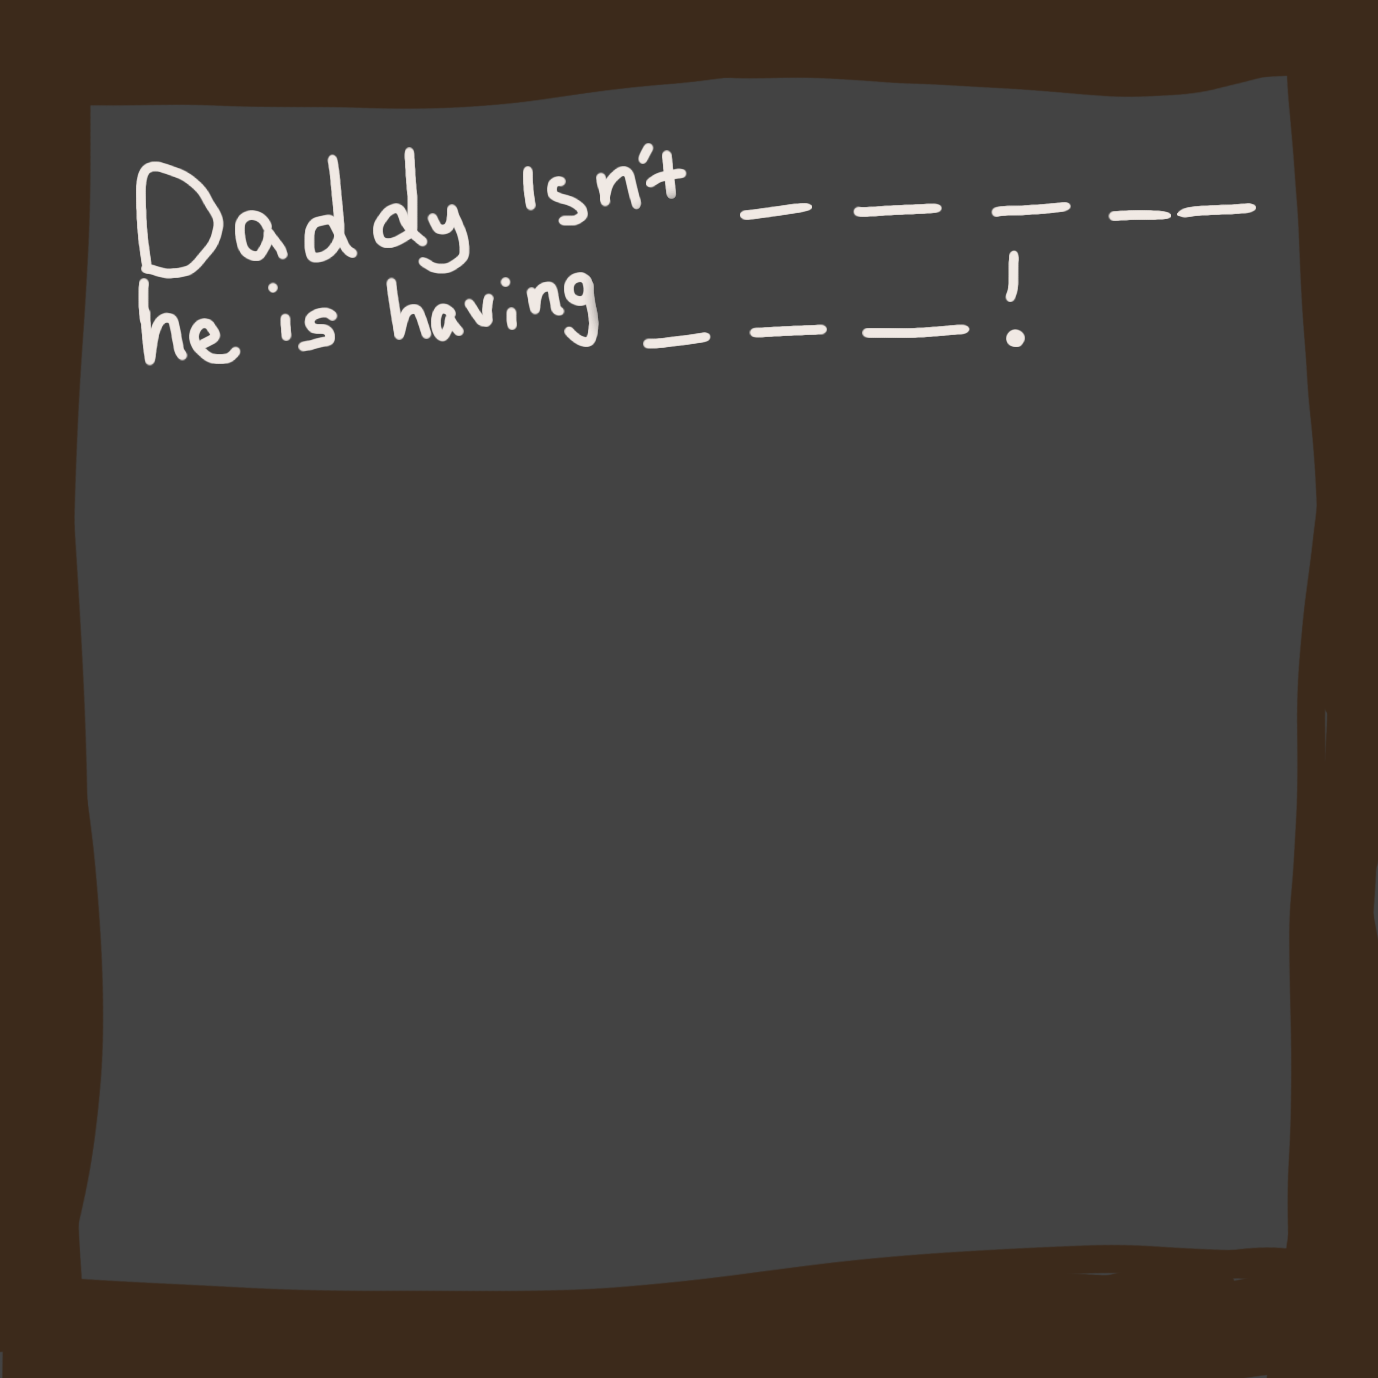 Daddy isn't _ _ _ _ _
he is having _ _ _ !